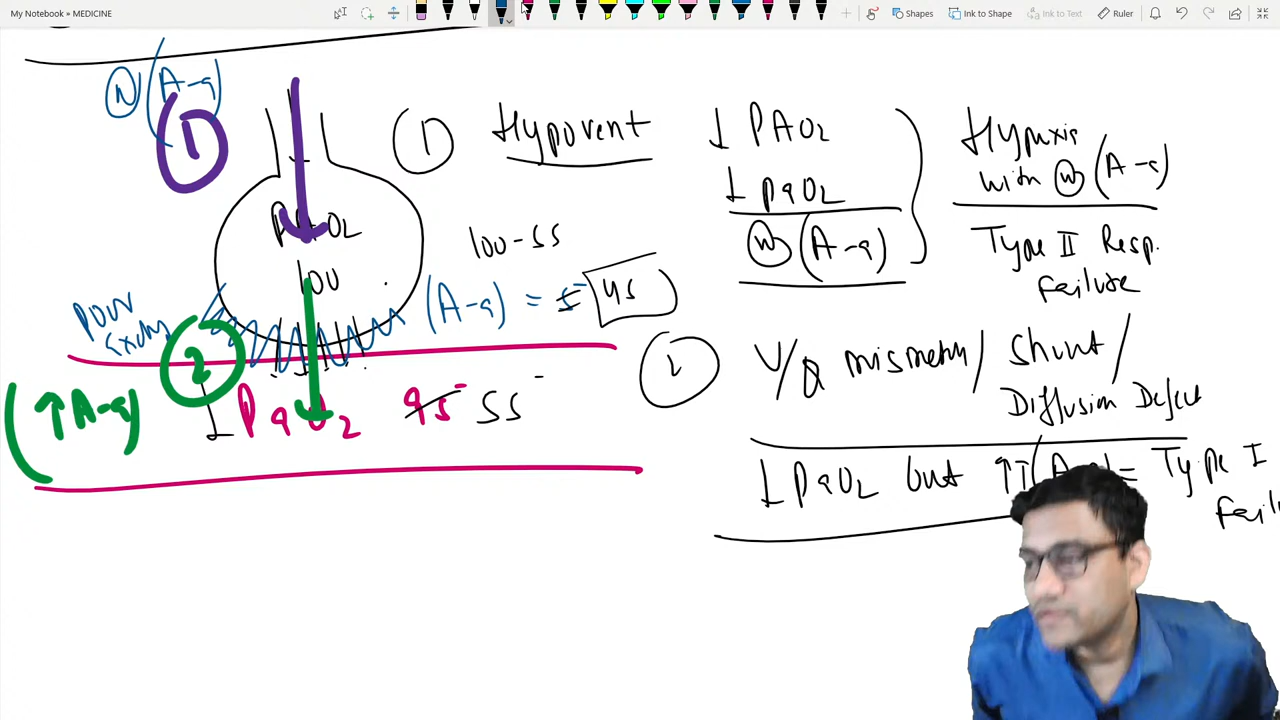 My Notebook » MEDICINE
Shapes
Ink to Shape
Ink to Text
Ruler
N (A-a)
1
PAO2
100
100-55
(A-a) = 5 45
Poor
2
↑A-a
↓ PaO2 95 55
1 Hypovent
↓ PAO2
↓ PaO2
N (A-a)
Hypoxia
with N (A-a)
Type II Resp.
failure
2 V/Q mismatch / Shunt /
Diffusion Defect
↓ PaO2 but ↑↑ (A-a) = Type I